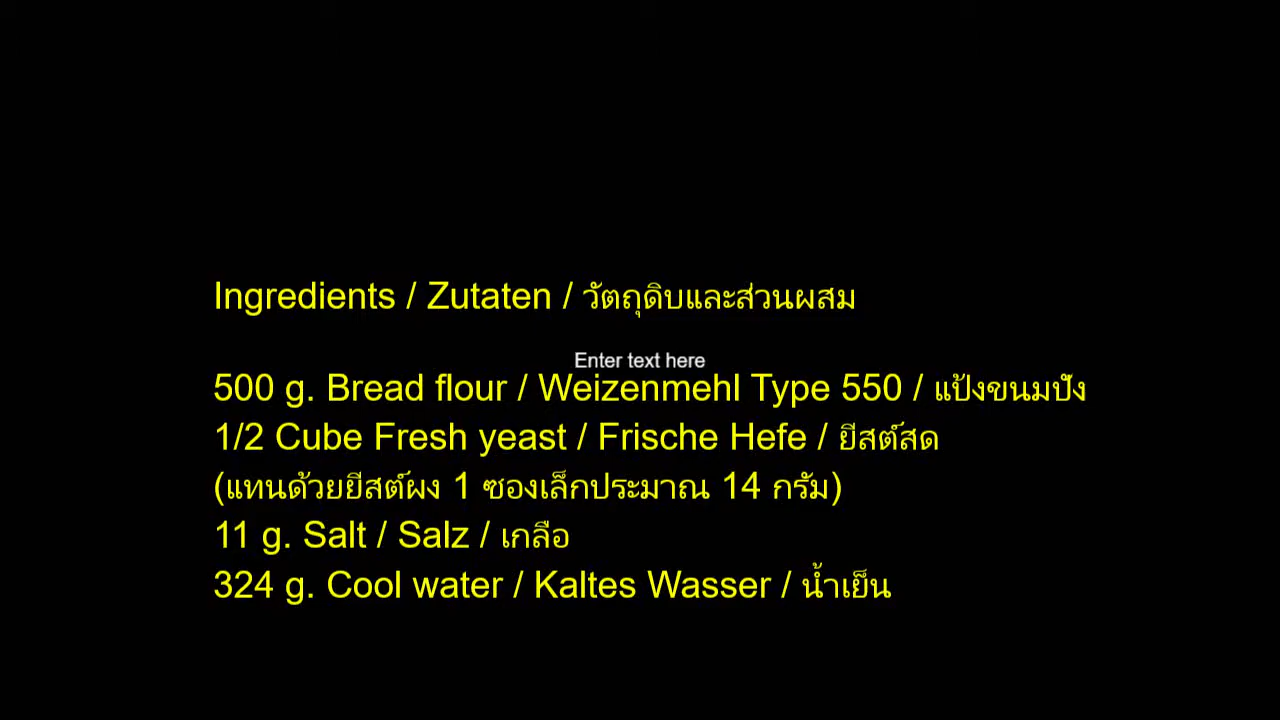 Ingredients / Zutaten / วัตถุดิบและส่วนผสม
Enter text here
500 g. Bread flour / Weizenmehl Type 550 / แป้งขนมปัง
1/2 Cube Fresh yeast / Frische Hefe / ยีสต์สด
(แทนด้วยยีสต์ผง 1 ซองเล็กประมาณ 14 กรัม)
11 g. Salt / Salz / เกลือ
324 g. Cool water / Kaltes Wasser / น้ำเย็น